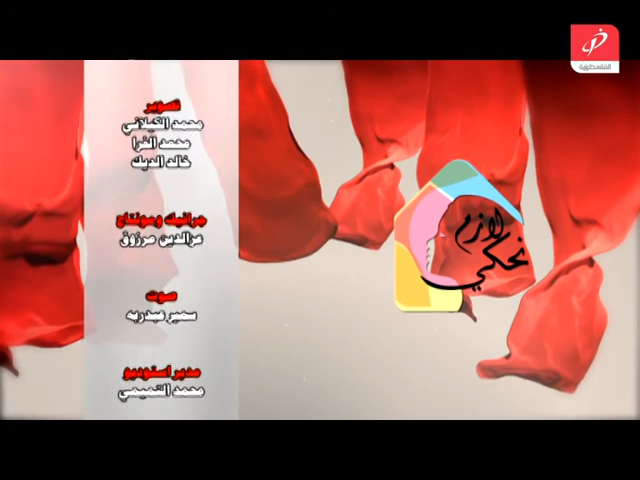 الفلسطينية
تصوير
محمد الكيلاني
محمد الفرا
خالد الديك
جرافيك ومونتاج
عزالدين مرزوق
صوت
سمير عبدربه
مدير استوديو
محمد التميمي
لازم
نحكي